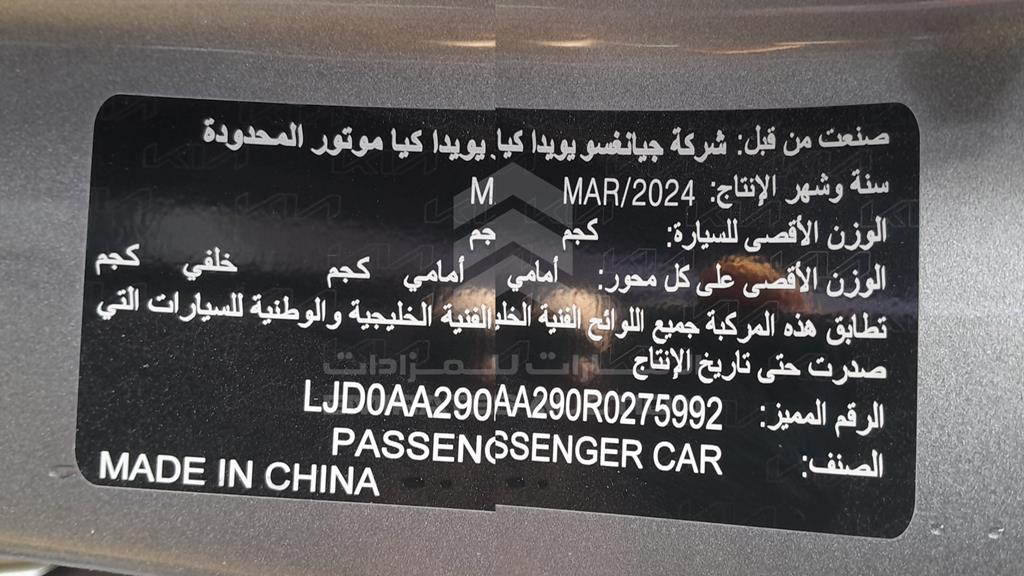 صنعت من قبل: شركة جيانغسو يويدا كيا يويدا كيا موتور المحدودة
سنة وشهر الإنتاج: MAR/2024 M
الوزن الأقصى للسيارة: كجم جم
الوزن الأقصى على كل محور: أمامي أمامي كجم خلفي كجم
تطابق هذه المركبة جميع اللوائح الفنية الخليـ الفنية الخليجية والوطنية للسيارات التي
صدرت حتى تاريخ الإنتاج
الرقم المميز: LJD0AA290AA290R0275992
الصنف: PASSENGSSENGER CAR
MADE IN CHINA